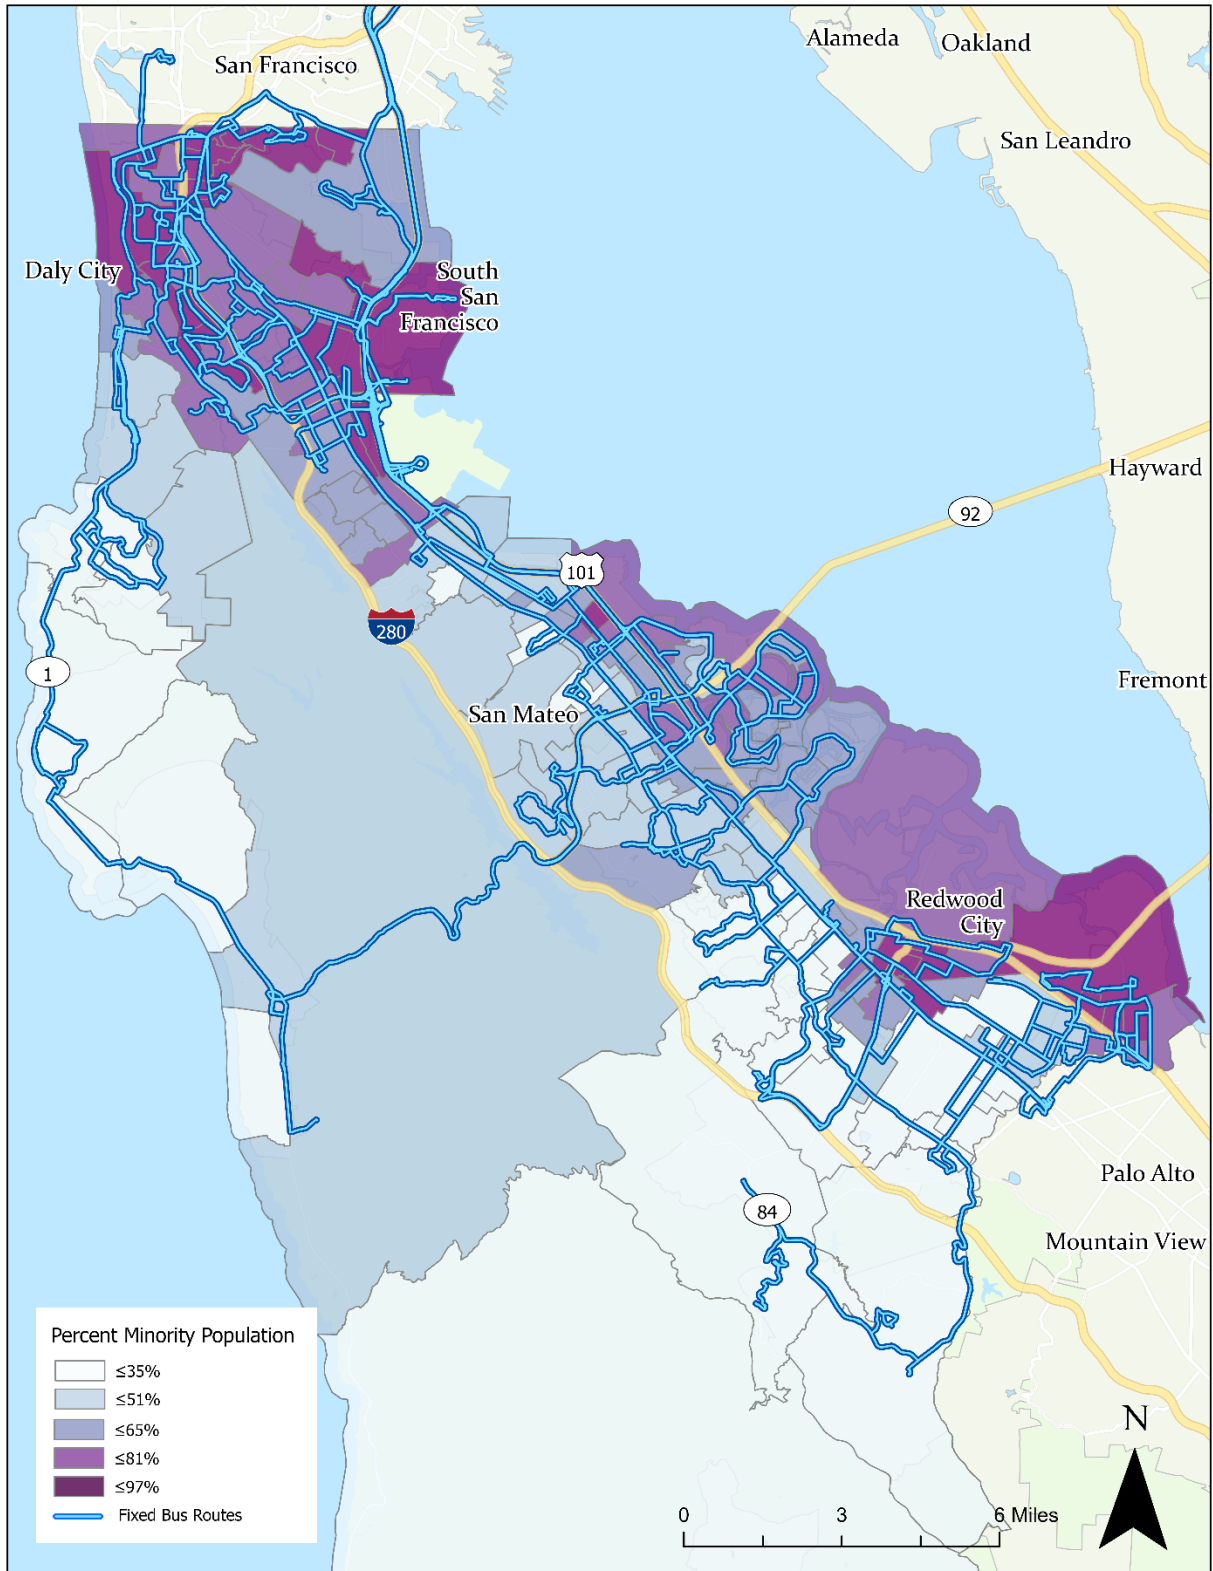 Alameda
Oakland
San Francisco
San Leandro
Daly City
South
San
Francisco
Hayward
92
101
280
1
Fremont
San Mateo
Redwood
City
Palo Alto
84
Mountain View
Percent Minority Population
≤35%
≤51%
≤65%
≤81%
≤97%
Fixed Bus Routes
N
0 3 6 Miles